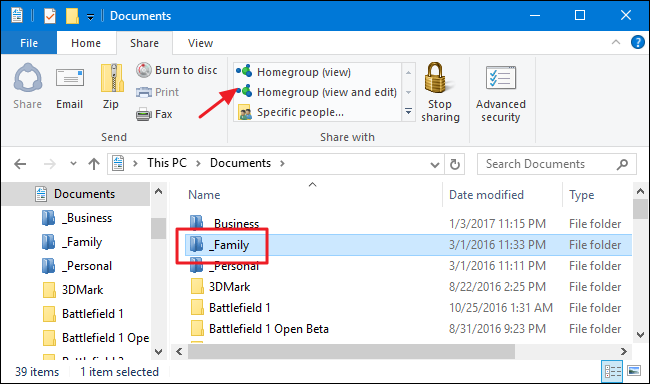 Documents
File Home Share View
Share
Email
Zip
Burn to disc
Print
Fax
Send
Homegroup (view)
Homegroup (view and edit)
Specific people...
Share with
Stop
sharing
Advanced
security
This PC > Documents >
Search Documents
Documents
_Business
_Family
_Personal
3DMark
Battlefield 1
Battlefield 1 Ope
Name Date modified Type
_Business 1/3/2017 11:15 PM File folder
_Family 3/1/2016 11:33 PM File folder
_Personal 3/1/2016 11:11 PM File folder
3DMark 8/22/2016 2:25 PM File folder
Battlefield 1 10/25/2016 1:31 AM File folder
Battlefield 1 Open Beta 8/31/2016 9:23 PM File folder
39 items 1 item selected